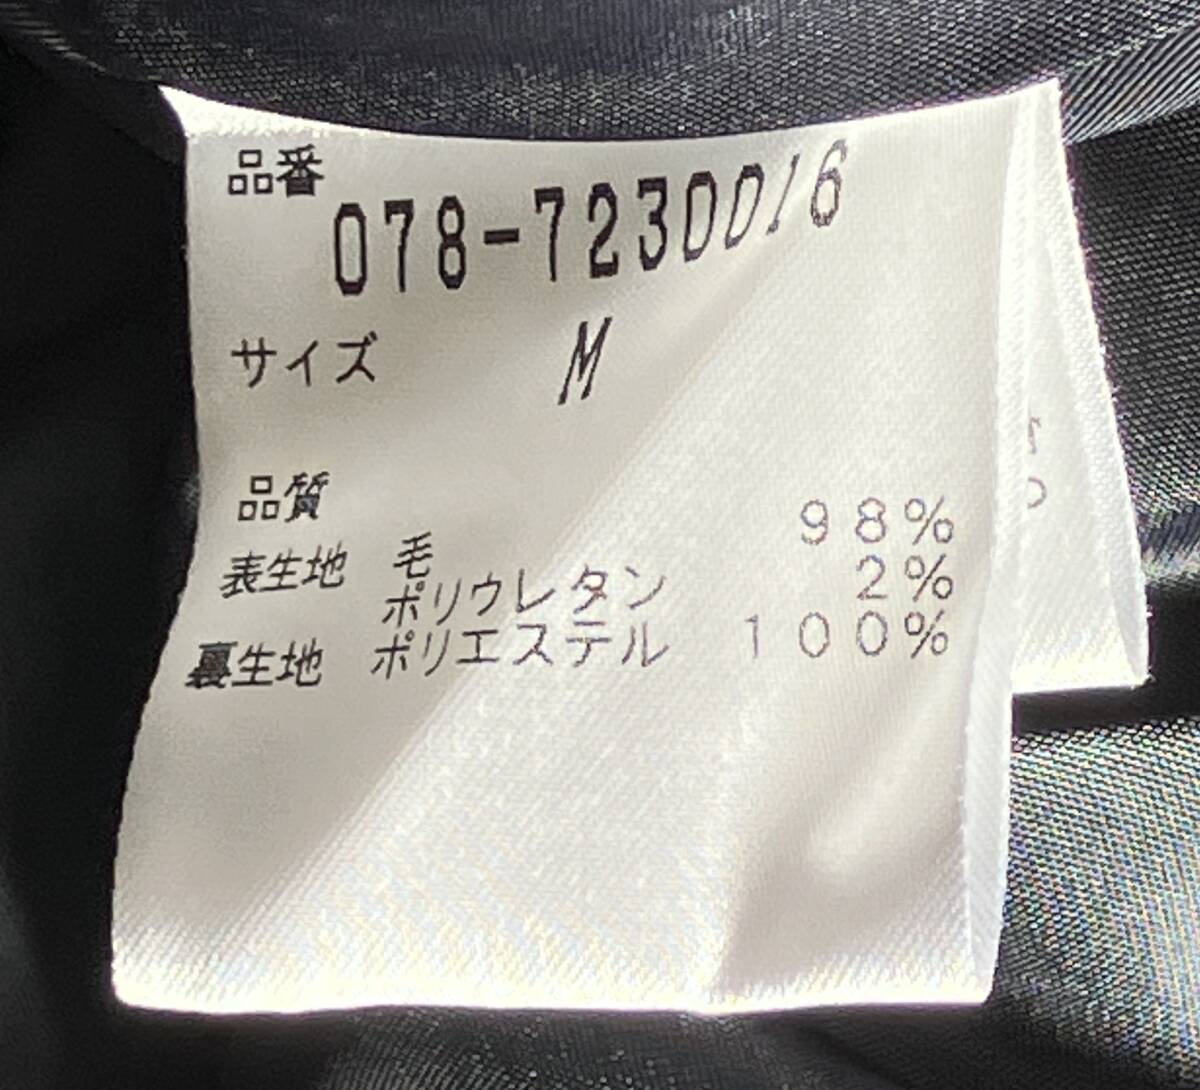 品番
078-7230016
サイズ M
品質
表生地 毛 98%
ポリウレタン 2%
裏生地 ポリエステル 100%